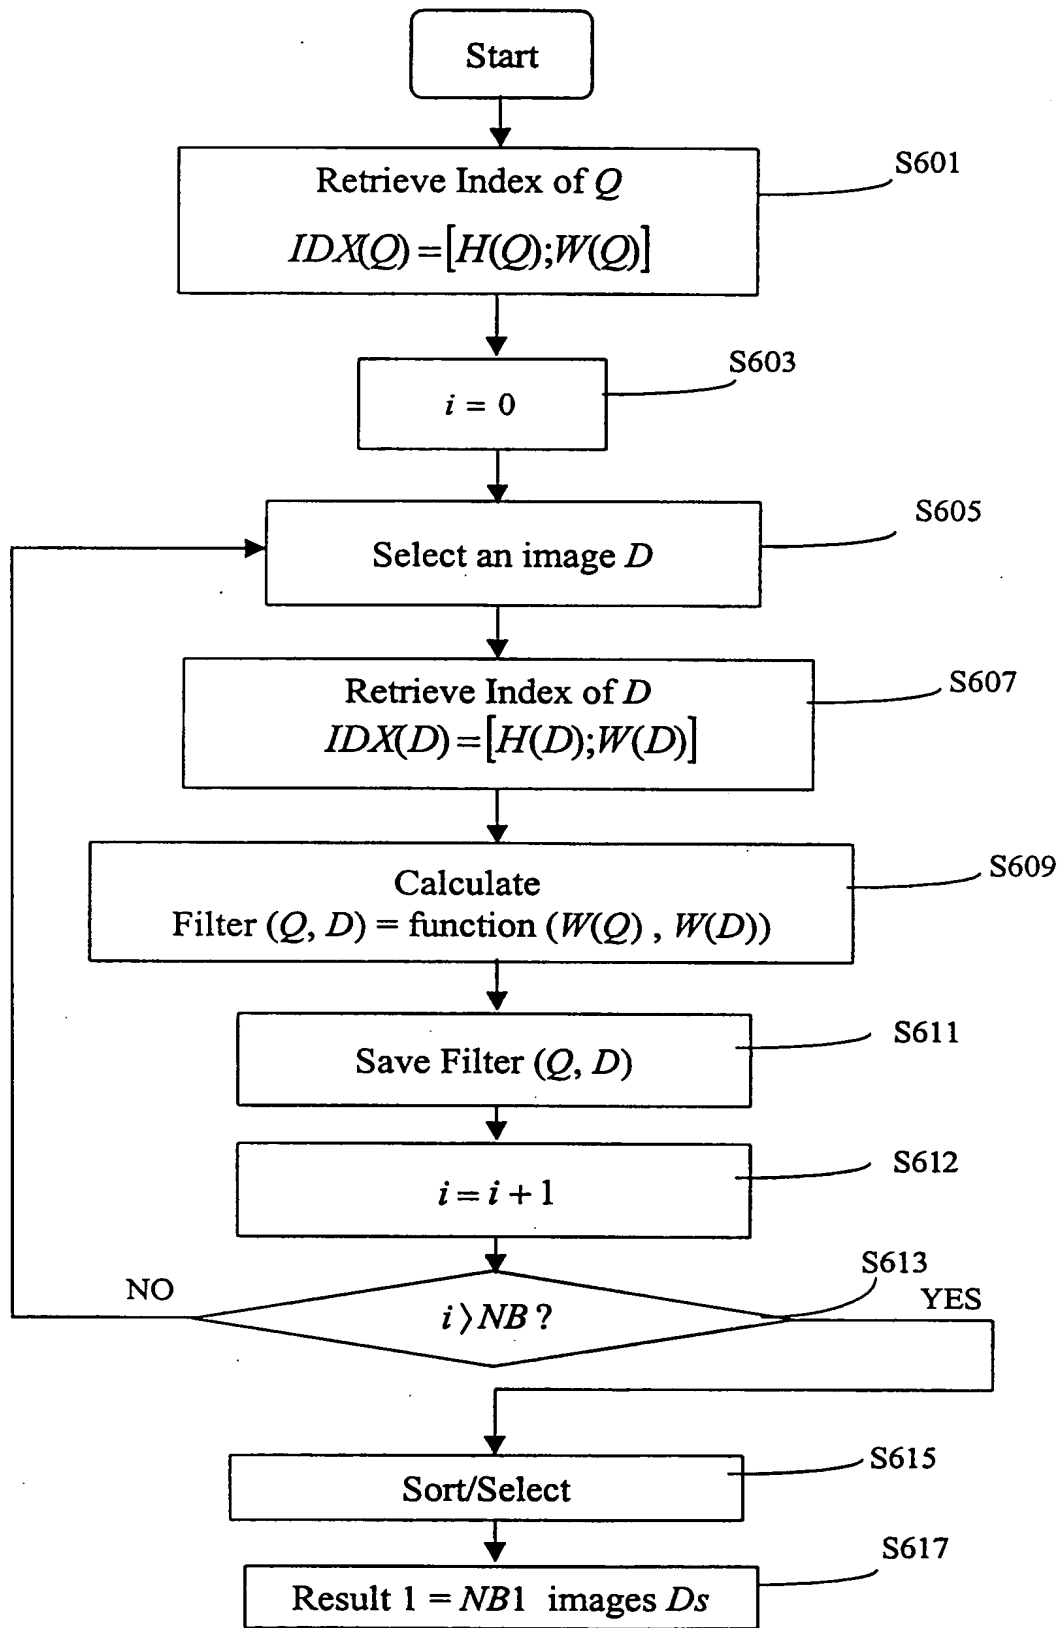 Start
Retrieve Index of Q
IDX(Q) = [H(Q);W(Q)]
S601
i = 0
S603
Select an image D
S605
Retrieve Index of D
IDX(D) = [H(D);W(D)]
S607
Calculate
Filter (Q, D) = function (W(Q) , W(D))
S609
Save Filter (Q, D)
S611
i = i + 1
S612
i 〉NB ?
S613
NO
YES
Sort/Select
S615
Result 1 = NB1 images Ds
S617